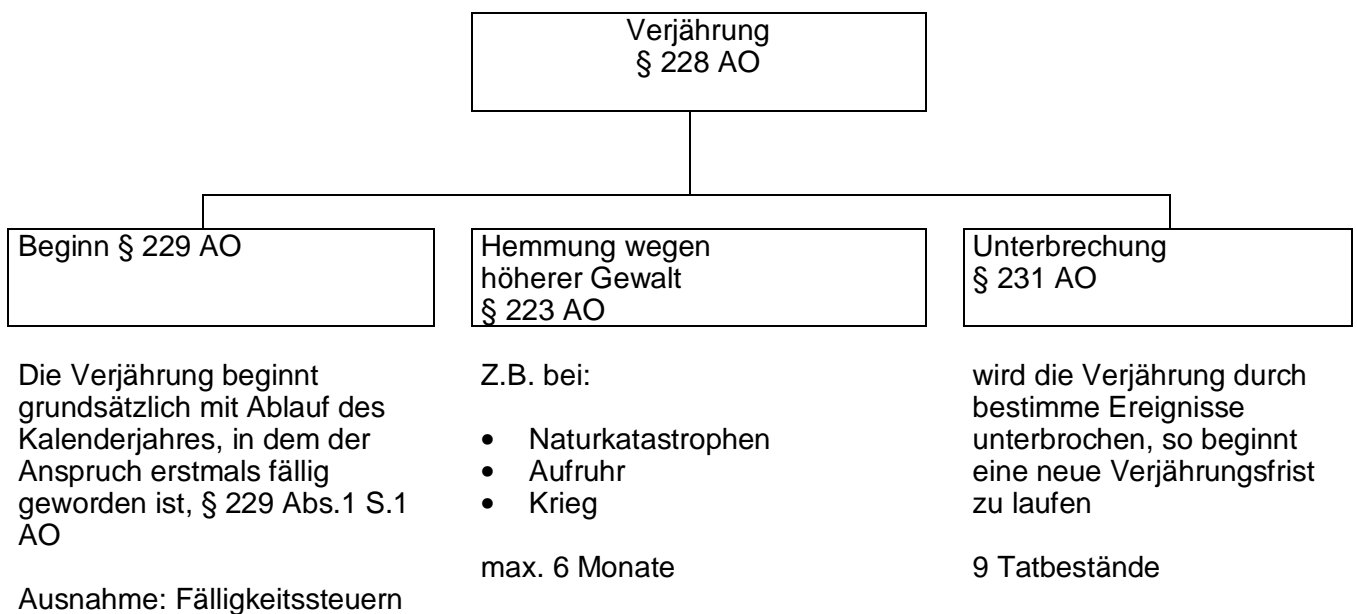 Verjährung
§ 228 AO
Beginn § 229 AO
Hemmung wegen
höherer Gewalt
§ 223 AO
Unterbrechung
§ 231 AO
Die Verjährung beginnt
grundsätzlich mit Ablauf des
Kalenderjahres, in dem der
Anspruch erstmals fällig
geworden ist, § 229 Abs.1 S.1
AO
Ausnahme: Fälligkeitssteuern
Z.B. bei:
• Naturkatastrophen
• Aufruhr
• Krieg
max. 6 Monate
wird die Verjährung durch
bestimme Ereignisse
unterbrochen, so beginnt
eine neue Verjährungsfrist
zu laufen
9 Tatbestände